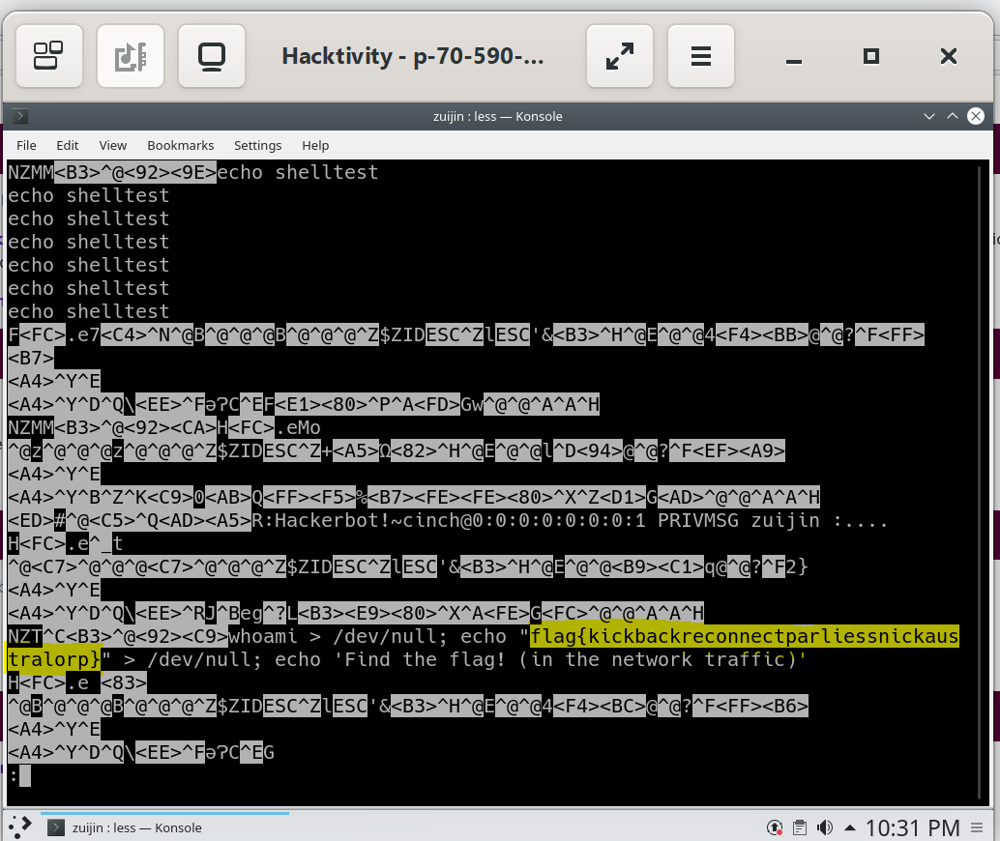 Hacktivity - p-70-590-...
zuijin : less — Konsole
File Edit View Bookmarks Settings Help
NZMM<B3>^@<92><9E>echo shelltest
echo shelltest
echo shelltest
echo shelltest
echo shelltest
echo shelltest
echo shelltest
F<FC>.e7<C4>^N^@B^@^@^@B^@^@^@^Z$ZIDESC^ZlESC'&<B3>^H^@E^@^@4<F4><BB>@^@?^F<FF>
<B7>
<A4>^Y^E
<A4>^Y^D^Q\<EE>^FəɁC^EF<E1><80>^P^A<FD>Gw^@^@^A^A^H
NZMM<B3>^@<92><CA>H<FC>.eMo
^@z^@^@^@z^@^@^@^Z$ZIDESC^Z+<A5>Ω<82>^H^@E^@^@l^D<94>@^@?^F<EF><A9>
<A4>^Y^E
<A4>^Y^B^Z^K<C9>0<AB>Q<FF><F5>%<B7><FE><FE><80>^X^Z<D1>G<AD>^@^@^A^A^H
<ED>#^@<C5>^Q<AD><A5>R:Hackerbot!~cinch@0:0:0:0:0:0:0:1 PRIVMSG zuijin :....
H<FC>.e^_t
^@<C7>^@^@^@<C7>^@^@^@^Z$ZIDESC^ZlESC'&<B3>^H^@E^@^@<B9><C1>q@^@?^F2}
<A4>^Y^E
<A4>^Y^D^Q\<EE>^RJ^Beg^?L<B3><E9><80>^X^A<FE>G<FC>^@^@^A^A^H
NZT^C<B3>^@<92><C9>whoami > /dev/null; echo "flag{kickbackreconnectparliessnickaus
tralorp}" > /dev/null; echo 'Find the flag! (in the network traffic)'
H<FC>.e <83>
^@B^@^@^@B^@^@^@^Z$ZIDESC^ZlESC'&<B3>^H^@E^@^@4<F4><BC>@^@?^F<FF><B6>
<A4>^Y^E
<A4>^Y^D^Q\<EE>^FəɁC^EG
:
zuijin : less — Konsole
10:31 PM